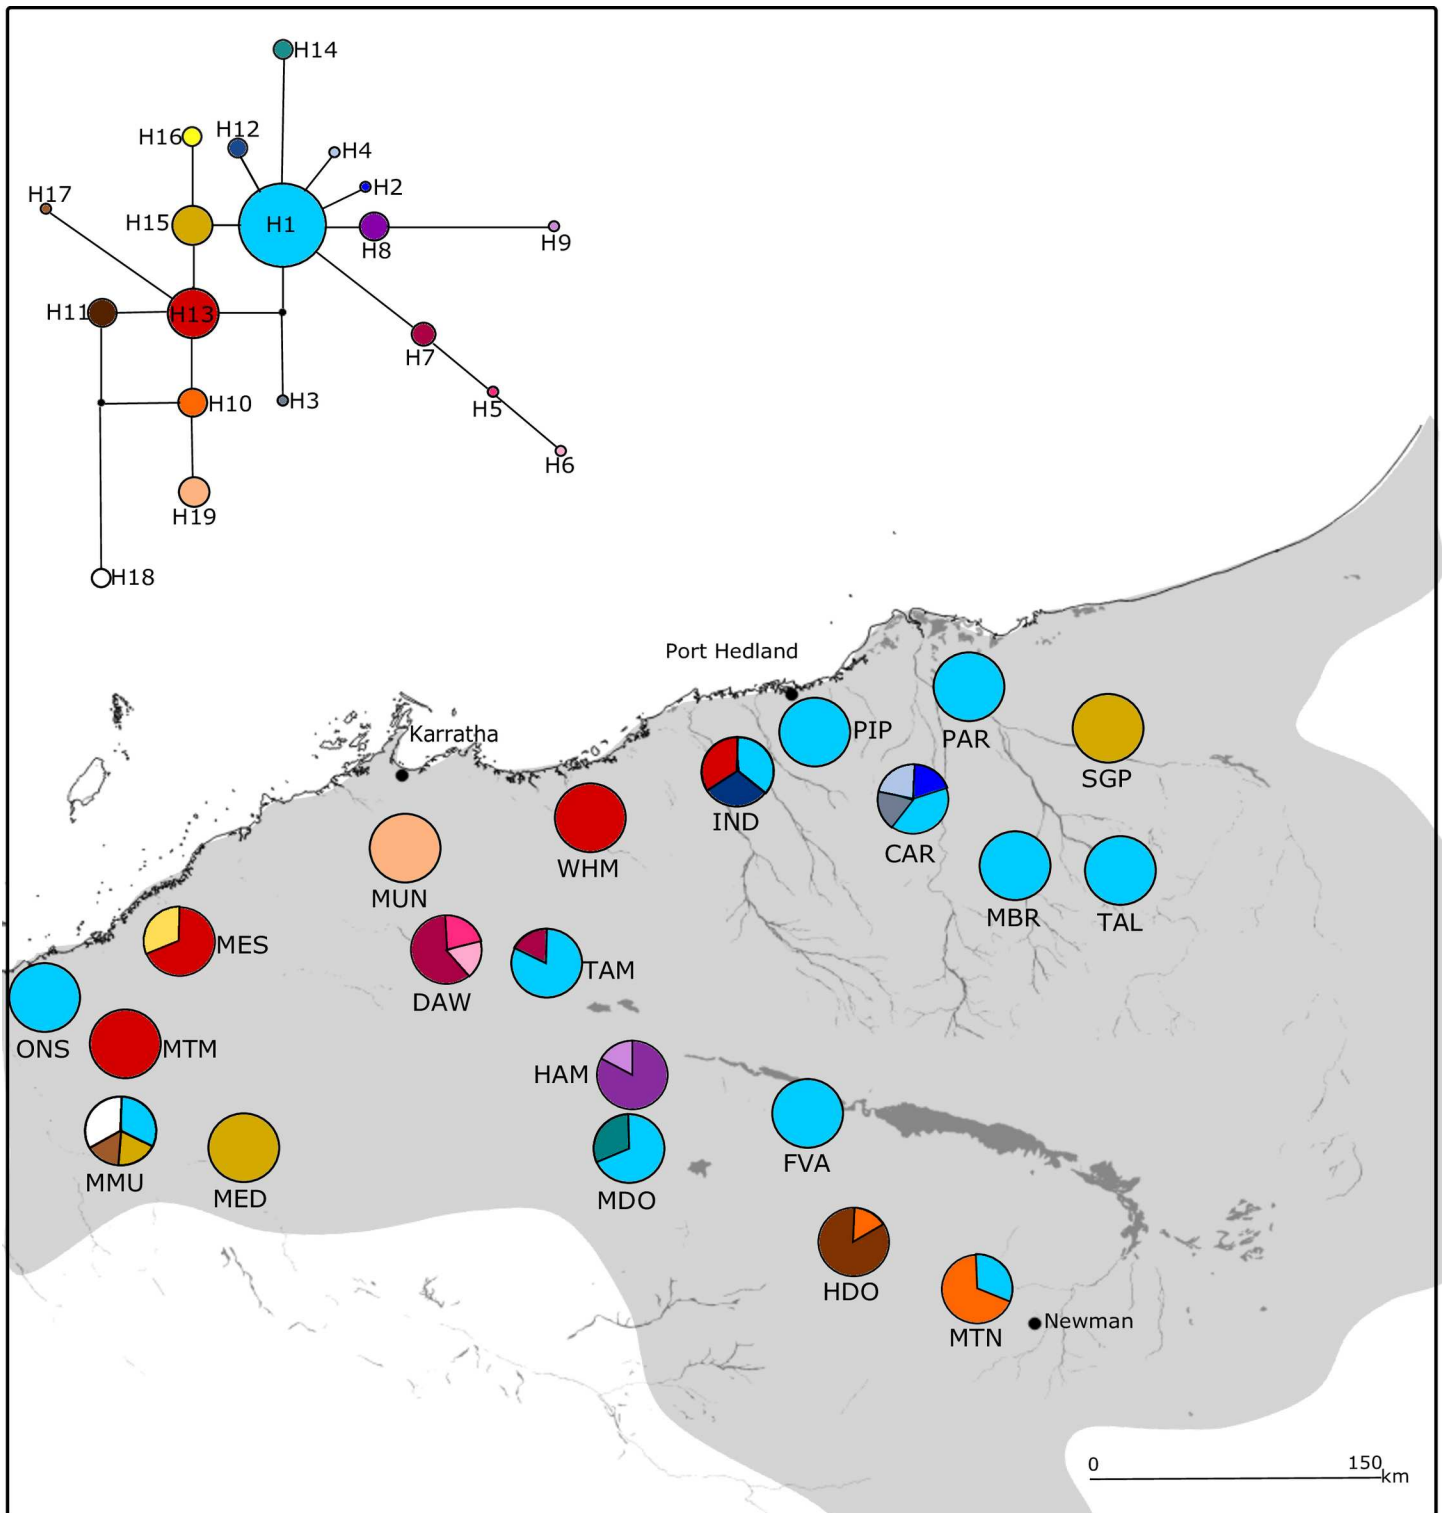 H14
H16
H12
H4
H2
H17
H15
H1
H8
H9
H11
H13
H7
H3
H10
H5
H6
H19
H18
Port Hedland
Karratha
PIP
PAR
SGP
IND
CAR
WHM
MUN
MBR
TAL
MES
TAM
DAW
ONS
MTM
HAM
FVA
MMU
MED
MDO
HDO
MTN
Newman
0
150
km